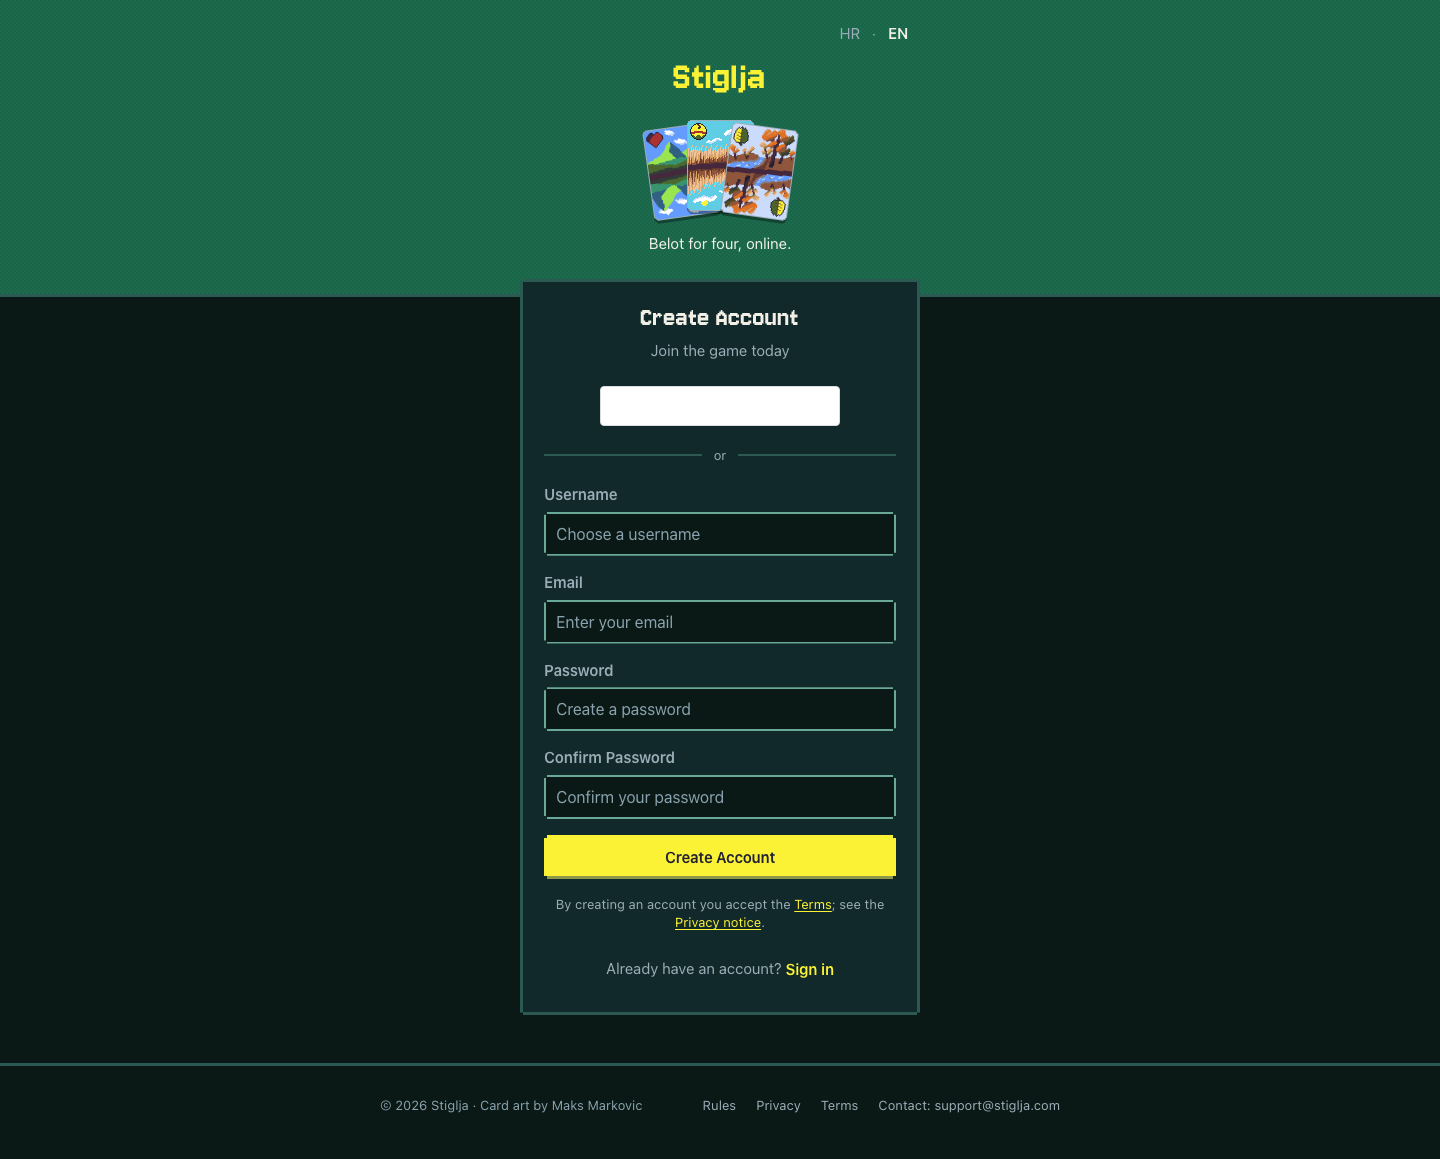 HR · EN
Stiglja
Belot for four, online.
Create Account
Join the game today
or
Username
Choose a username
Email
Enter your email
Password
Create a password
Confirm Password
Confirm your password
Create Account
By creating an account you accept the Terms; see the
Privacy notice.
Already have an account? Sign in
© 2026 Stiglja · Card art by Maks Markovic Rules Privacy Terms Contact: support@stiglja.com